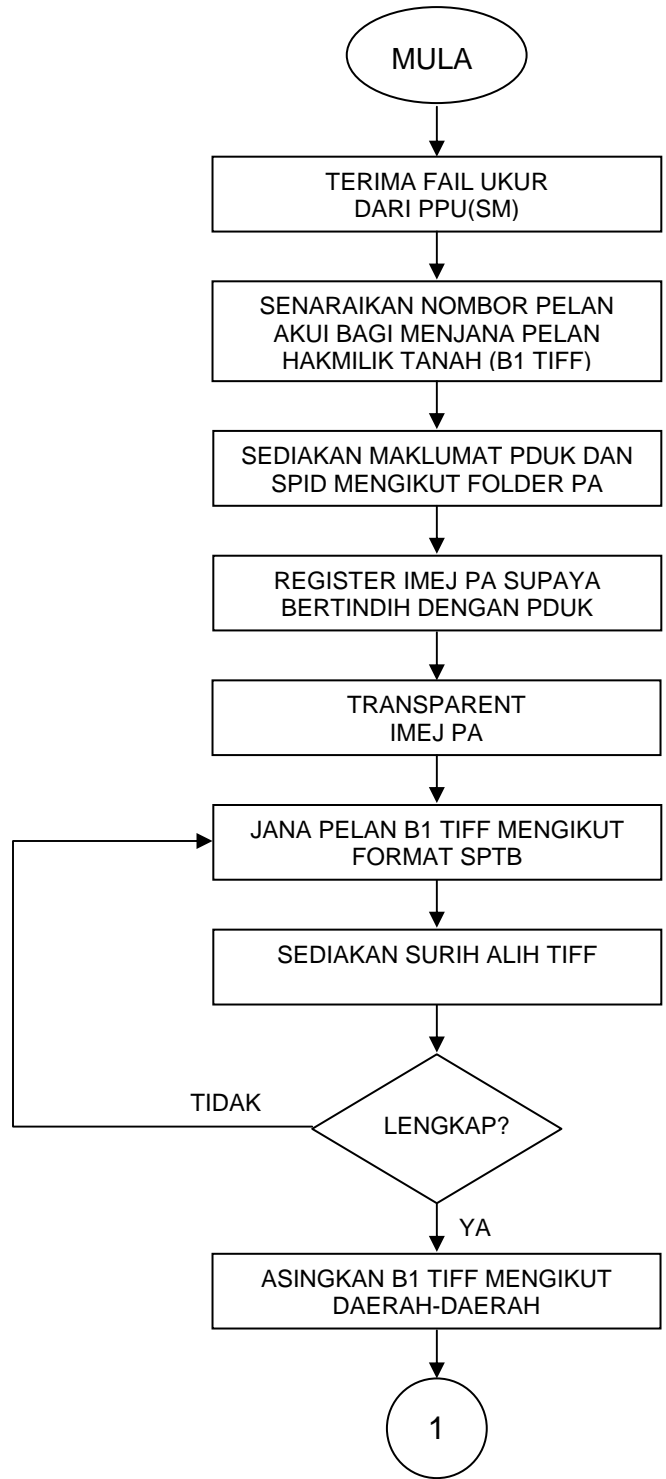 MULA
TERIMA FAIL UKUR
DARI PPU(SM)
SENARAIKAN NOMBOR PELAN
AKUI BAGI MENJANA PELAN
HAKMILIK TANAH (B1 TIFF)
SEDIAKAN MAKLUMAT PDUK DAN
SPID MENGIKUT FOLDER PA
REGISTER IMEJ PA SUPAYA
BERTINDIH DENGAN PDUK
TRANSPARENT
IMEJ PA
JANA PELAN B1 TIFF MENGIKUT
FORMAT SPTB
SEDIAKAN SURIH ALIH TIFF
TIDAK
LENGKAP?
YA
ASINGKAN B1 TIFF MENGIKUT
DAERAH-DAERAH
1